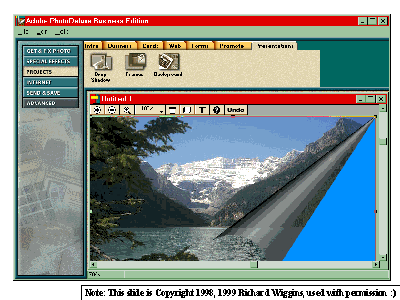 Adobe PhotoDeluxe Business Edition
GET & FIX PHOTO
SPECIAL EFFECTS
PROJECTS
INTERNET
SEND & SAVE
ADVANCED
Intro Business Cards Web Forms Promote Presentations
Drop Shadow
Frames
Background
Untitled 1
T
Undo
Note: This slide is Copyright 1998, 1999 Richard Wiggins, used with permission :)